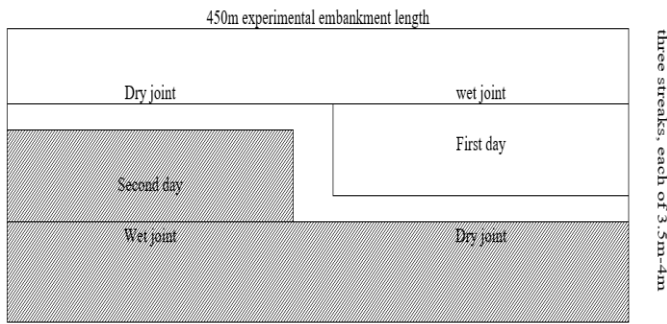 450m experimental embankment length
Dry joint
wet joint
First day
Second day
Wet joint
Dry joint
three streaks, each of 3.5m-4m